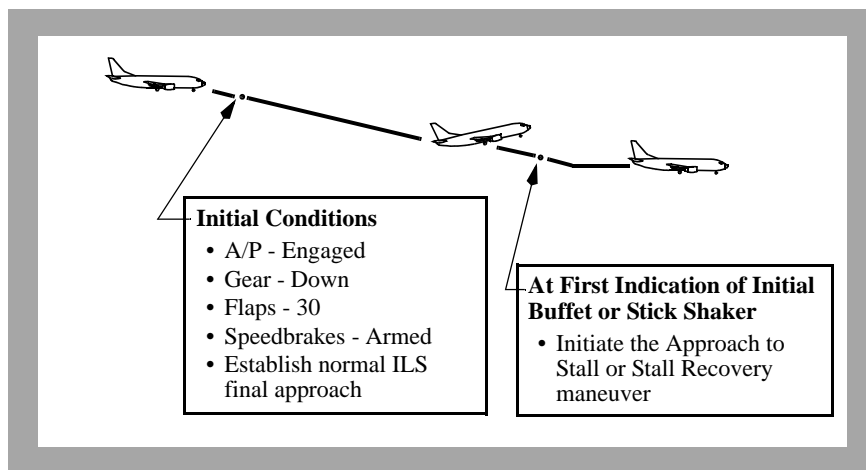 Initial Conditions
• A/P - Engaged
• Gear - Down
• Flaps - 30
• Speedbrakes - Armed
• Establish normal ILS
final approach
At First Indication of Initial
Buffet or Stick Shaker
• Initiate the Approach to
Stall or Stall Recovery
maneuver